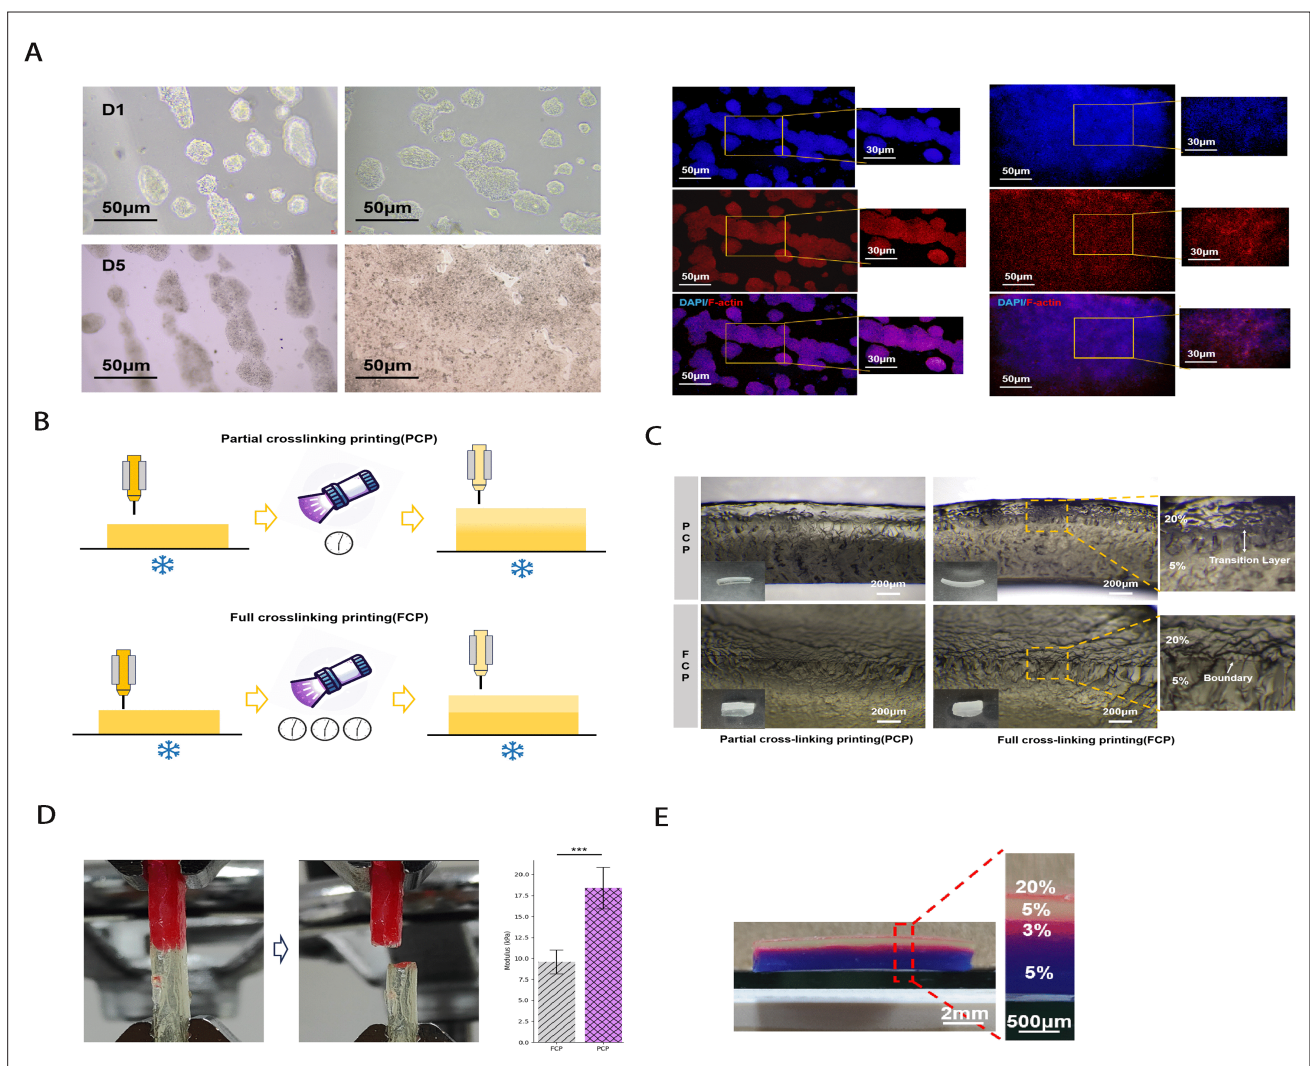 A
D1
50μm
50μm
D5
50μm
50μm
50μm
30μm
50μm
30μm
50μm
30μm
50μm
30μm
DAPI/F-actin
50μm
30μm
DAPI/F-actin
50μm
30μm
B
Partial crosslinking printing(PCP)
Full crosslinking printing(FCP)
C
PCP
200μm
200μm
20%
Transition Layer
5%
FCP
200μm
200μm
20%
Boundary
5%
Partial cross-linking printing(PCP)
Full cross-linking printing(FCP)
D
***
Modulus (kPa)
20.0
17.5
15.0
12.5
10.0
7.5
5.0
2.5
0.0
FCP
PCP
E
2mm
20%
5%
3%
5%
500μm